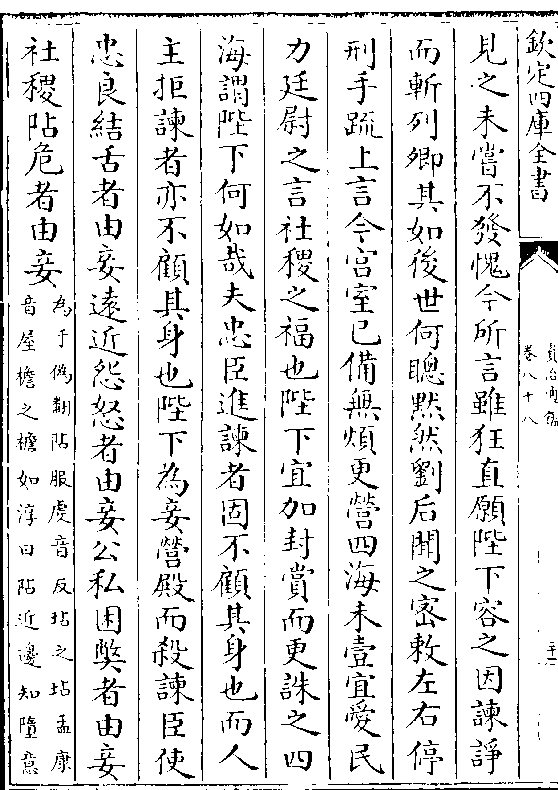 欽定四庫全書
資治通鑑
卷八十八
見之未嘗不發愧今所言雖狂直願陛下容之因諫諍
而斬列卿其如後世何聰黙然劉后聞之密敕左右停
刑手疏上言今宮室已備無煩更營四海未壹宜愛民
力廷尉之言社稷之福也陛下宜加封賞而更誅之四
海謂陛下何如哉夫忠臣進諫者固不顧其身也而人
主拒諫者亦不顧其身也陛下為妾營殿而殺諫臣使
忠良結舌者由妾遠近怨怒者由妾公私困獘者由妾
社稷阽危者由妾
為于偽翻阽服虔音反坫之坫孟康
音屋檐之檐如淳曰阽近邊知隋意